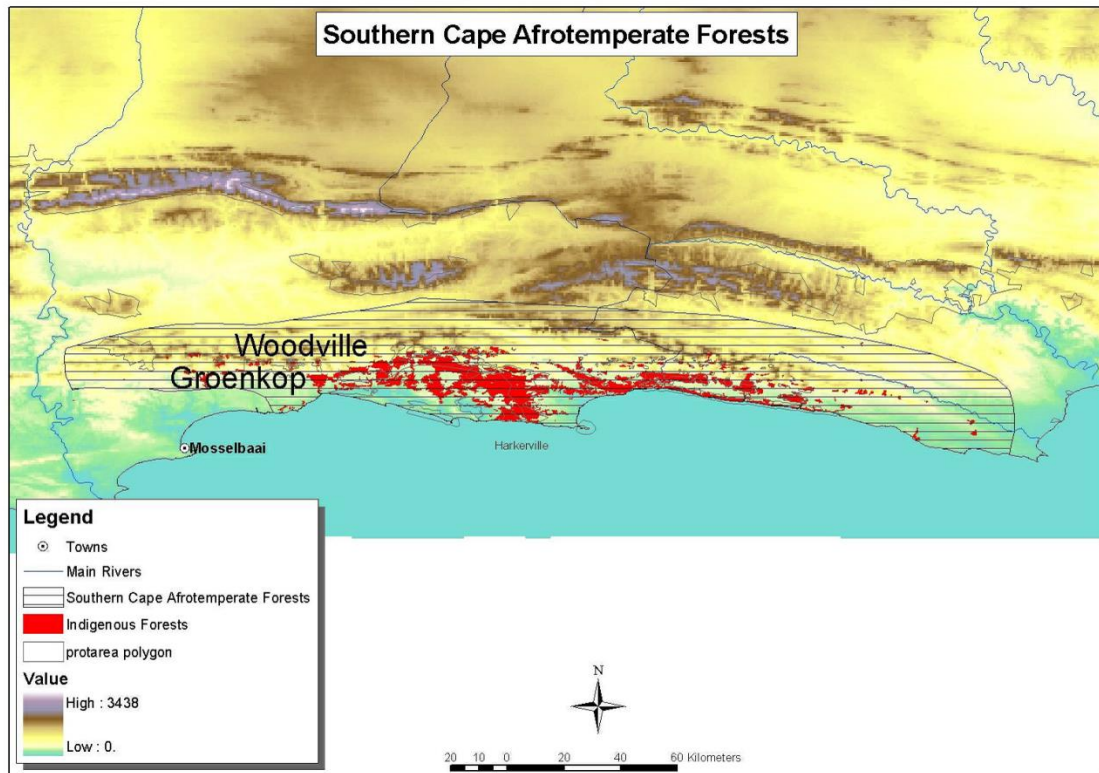 Southern Cape Afrotemperate Forests
Woodville
Groenkop
Harkerville
Mosselbaai
Legend
Towns
Main Rivers
Southern Cape Afrotemperate Forests
Indigenous Forests
protarea polygon
Value
High : 3438
Low : 0.
N
20 10 0 20 40 60 Kilometers